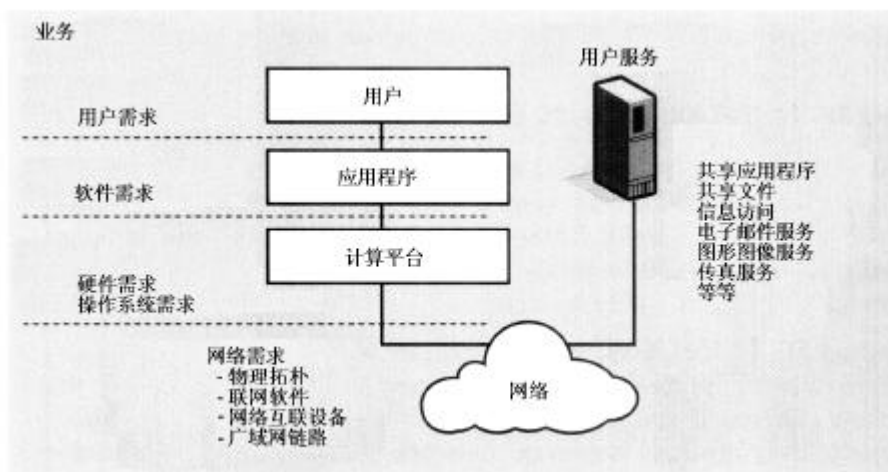 业务
用户服务
用户
用户需求
应用程序
软件需求
计算平台
硬件需求
操作系统需求
共享应用程序
共享文件
信息访问
电子邮件服务
图形图像服务
传真服务
等等
网络需求
- 物理拓朴
- 联网软件
- 网络互联设备
- 广域网链路
网络